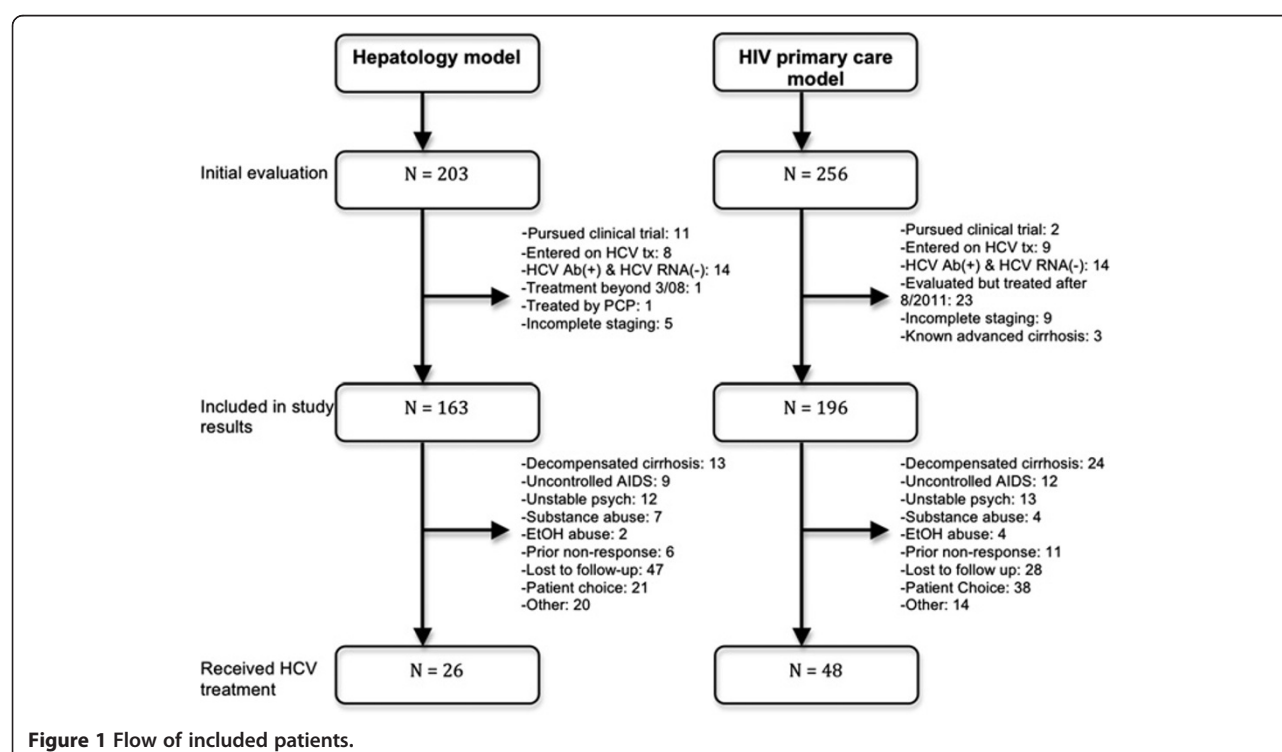 Hepatology model
HIV primary care
model
Initial evaluation
N = 203
N = 256
-Pursued clinical trial: 11
-Entered on HCV tx: 8
-HCV Ab(+) & HCV RNA(-): 14
-Treatment beyond 3/08: 1
-Treated by PCP: 1
-Incomplete staging: 5
-Pursued clinical trial: 2
-Entered on HCV tx: 9
-HCV Ab(+) & HCV RNA(-): 14
-Evaluated but treated after
8/2011: 23
-Incomplete staging: 9
-Known advanced cirrhosis: 3
Included in study
results
N = 163
N = 196
-Decompensated cirrhosis: 13
-Uncontrolled AIDS: 9
-Unstable psych: 12
-Substance abuse: 7
-EtOH abuse: 2
-Prior non-response: 6
-Lost to follow-up: 47
-Patient choice: 21
-Other: 20
-Decompensated cirrhosis: 24
-Uncontrolled AIDS: 12
-Unstable psych: 13
-Substance abuse: 4
-EtOH abuse: 4
-Prior non-response: 11
-Lost to follow up: 28
-Patient Choice: 38
-Other: 14
Received HCV
treatment
N = 26
N = 48
Figure 1 Flow of included patients.